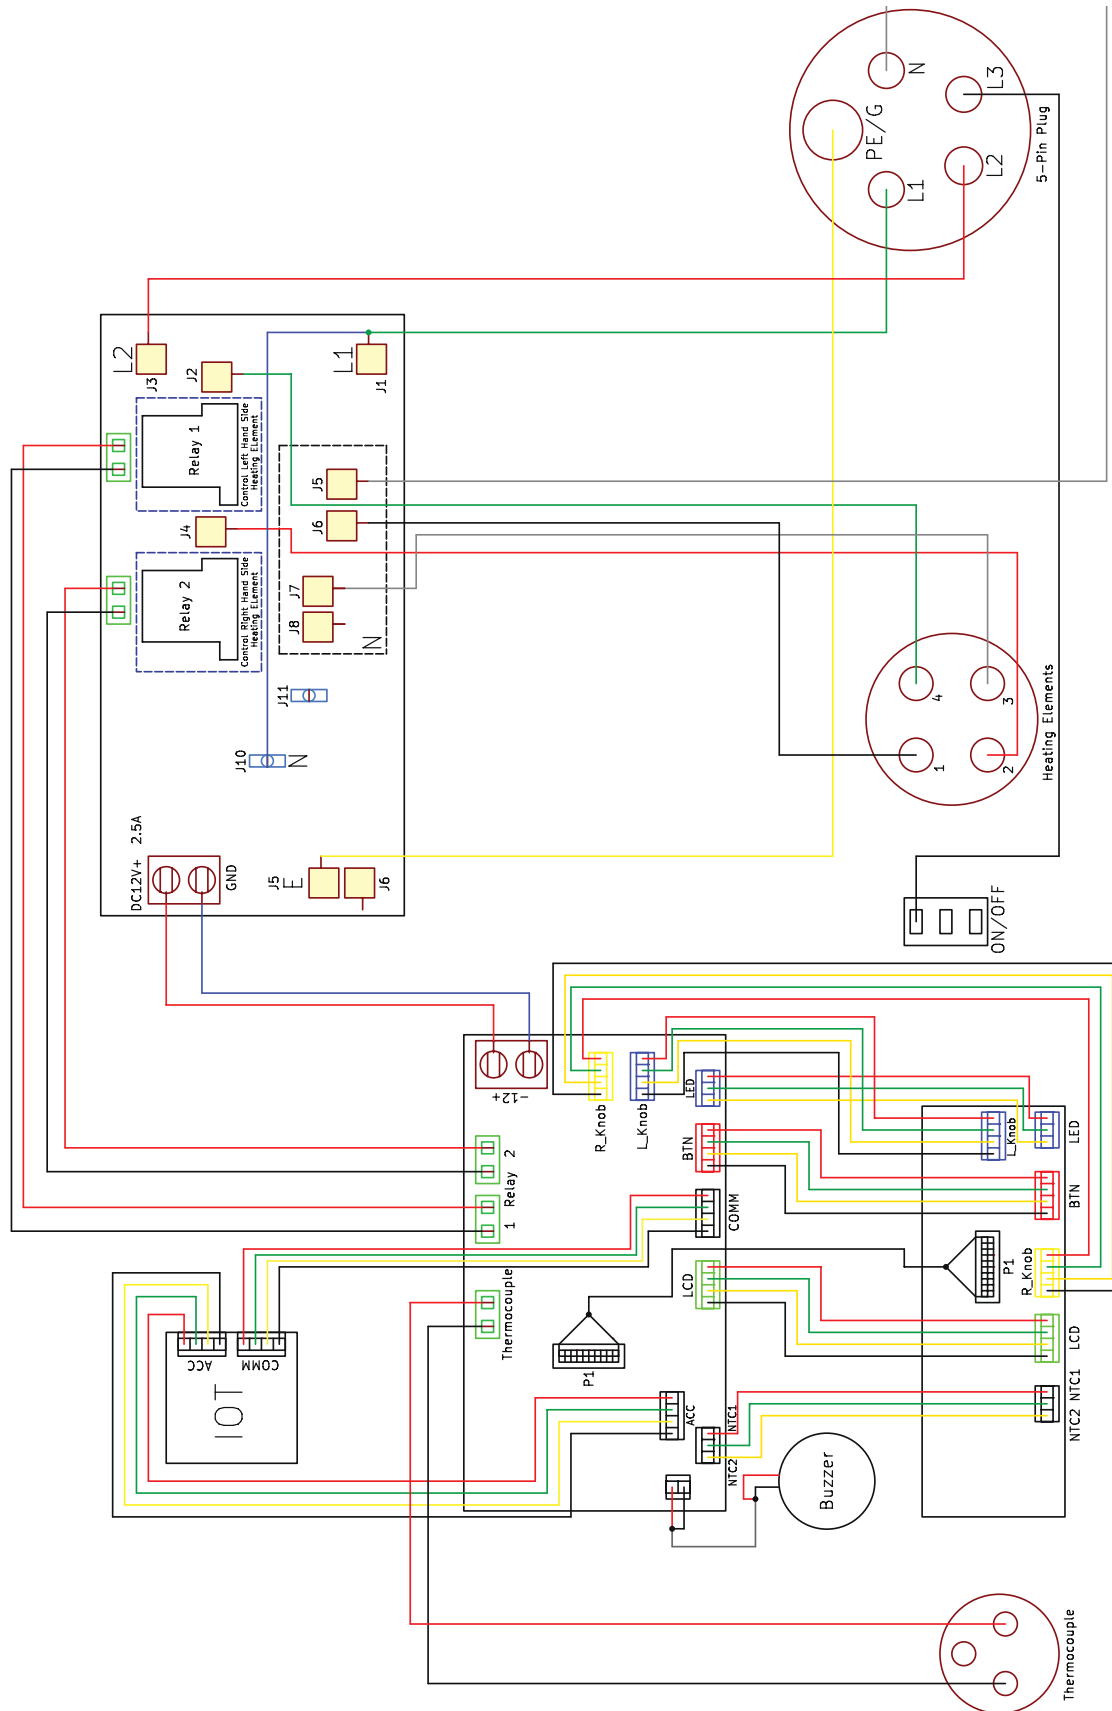 N
L3
PE/G
L1
L2
5-Pin Plug
L2
J3
J2
L1
J1
Relay 1
Control Left Hand Side
Heating ELement
J5
J6
J4
Relay 2
Control Right Hand Side
Heating ELement
J7
J8
N
J11
J10
N
4
3
1
2
Heating Elements
DC12V+ 2.5A
GND
J5
E
J6
ON/OFF
-12+
R_Knob
L_Knob
LED
BTN
COMM
LCD
Relay
2
1
Thermocouple
P1
ACC
NTC1
NTC2
L_Knob
LED
BTN
P1
R_Knob
LCD
NTC2 NTC1
ACC
COMM
IOT
Buzzer
Thermocouple